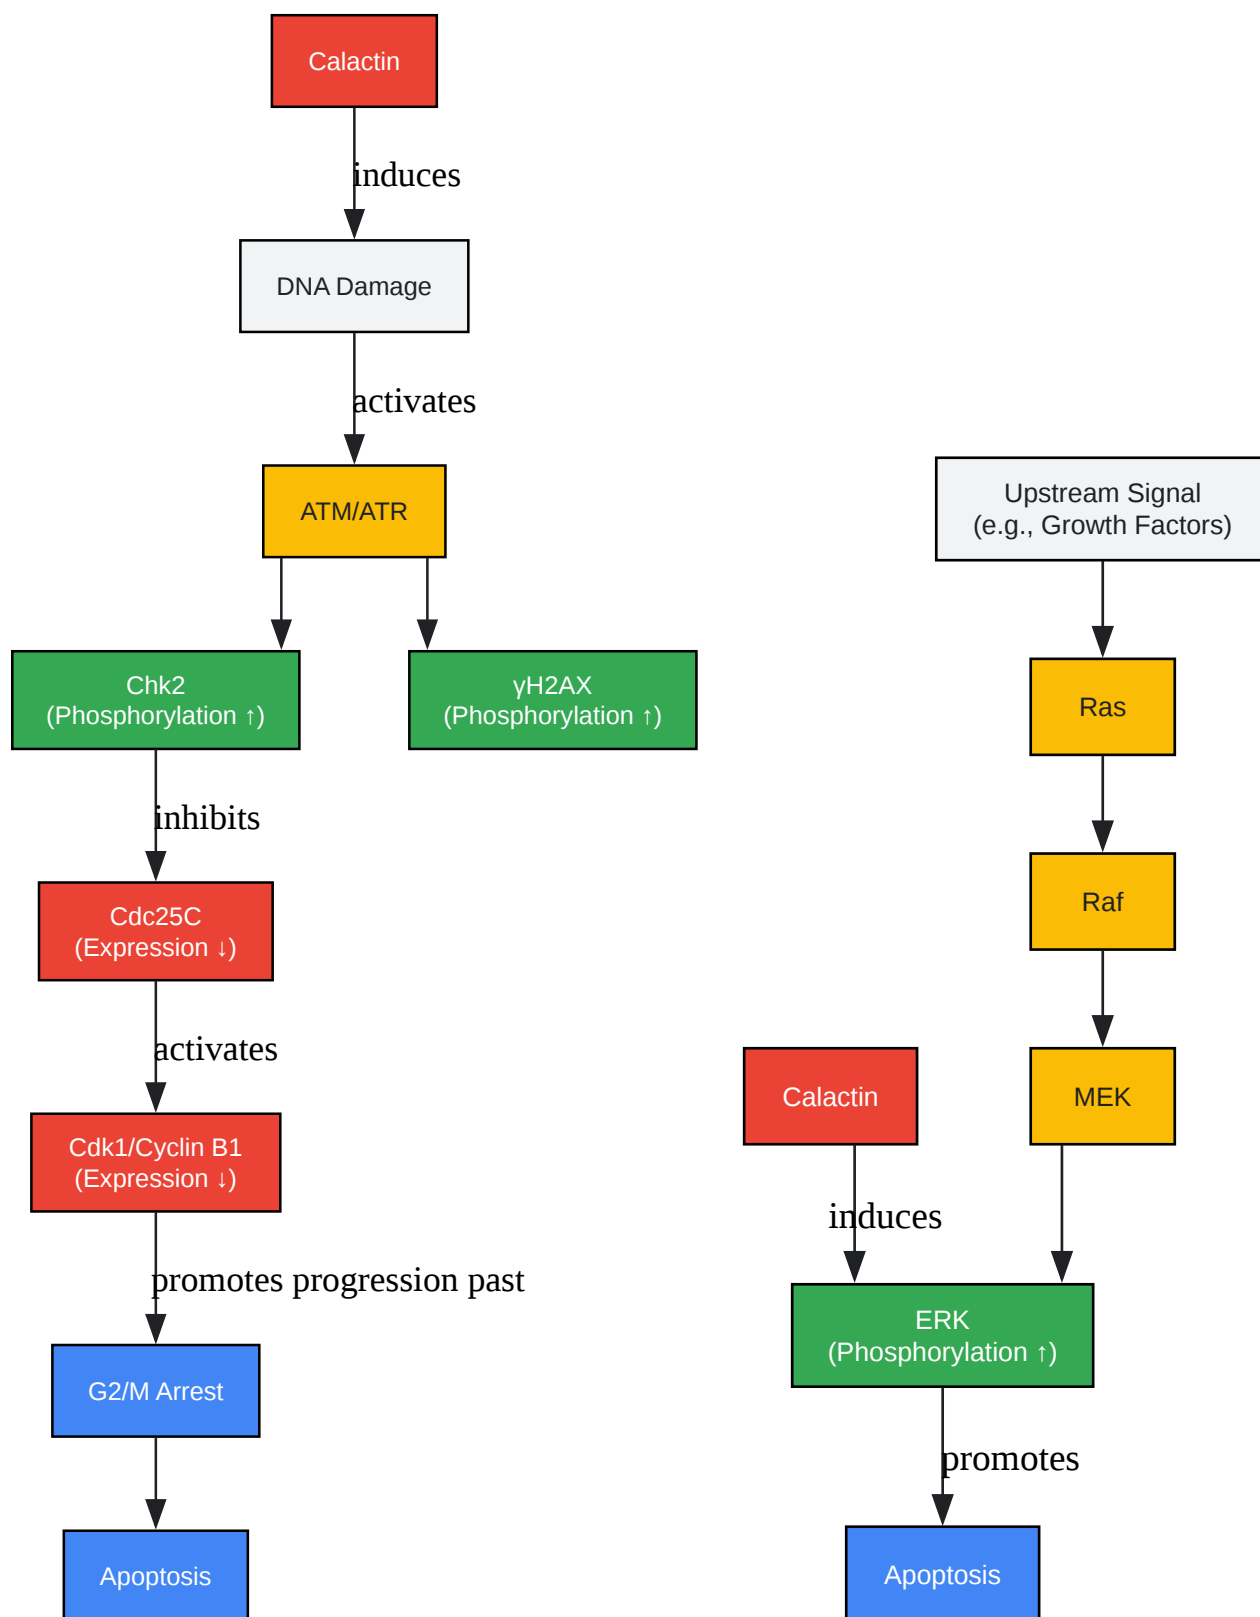 Calactin
induces
DNA Damage
activates
ATM/ATR
Chk2
(Phosphorylation ↑)
γH2AX
(Phosphorylation ↑)
inhibits
Cdc25C
(Expression ↓)
activates
Cdk1/Cyclin B1
(Expression ↓)
promotes progression past
G2/M Arrest
Apoptosis
Upstream Signal
(e.g., Growth Factors)
Ras
Raf
MEK
Calactin
induces
ERK
(Phosphorylation ↑)
promotes
Apoptosis